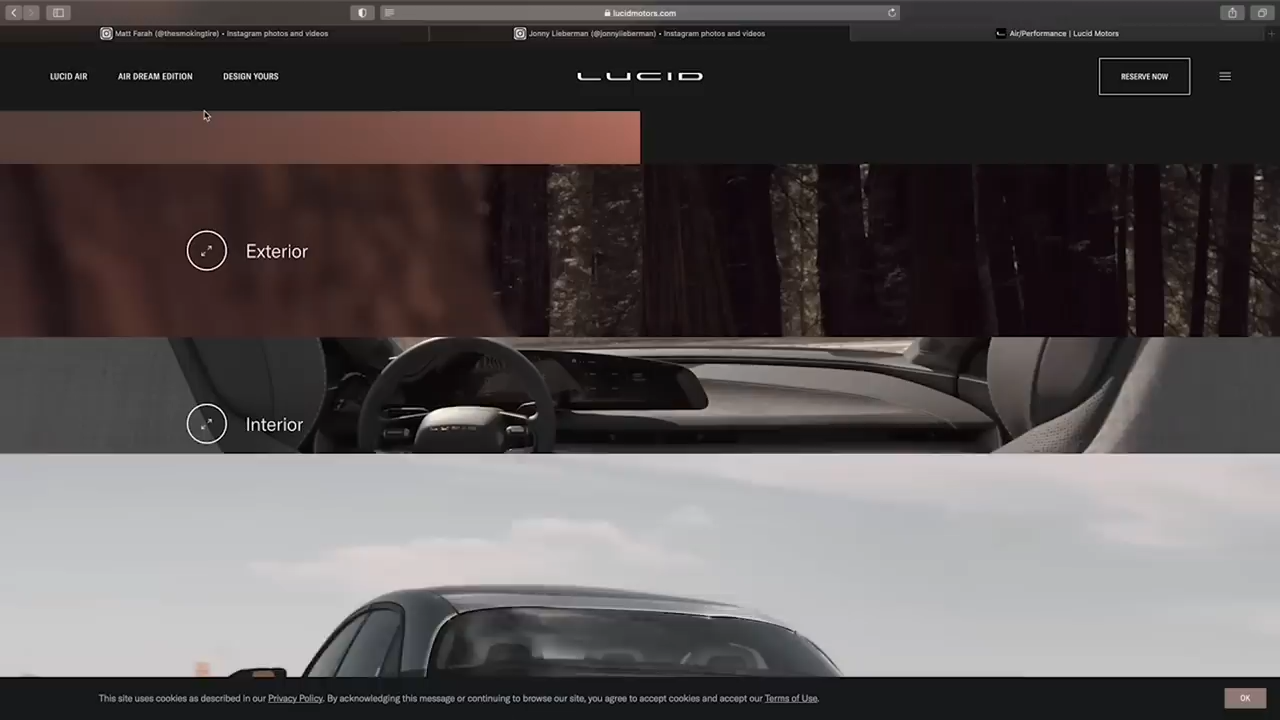 lucidmotors.com
Matt Farah (@thesmokingtire) • Instagram photos and videos
Jonny Lieberman (@jonnylieberman) • Instagram photos and videos
Air/Performance | Lucid Motors
LUCID AIR
AIR DREAM EDITION
DESIGN YOURS
LUCID
RESERVE NOW
Exterior
Interior
This site uses cookies as described in our Privacy Policy. By acknowledging this message or continuing to browse our site, you agree to accept cookies and accept our Terms of Use.
OK